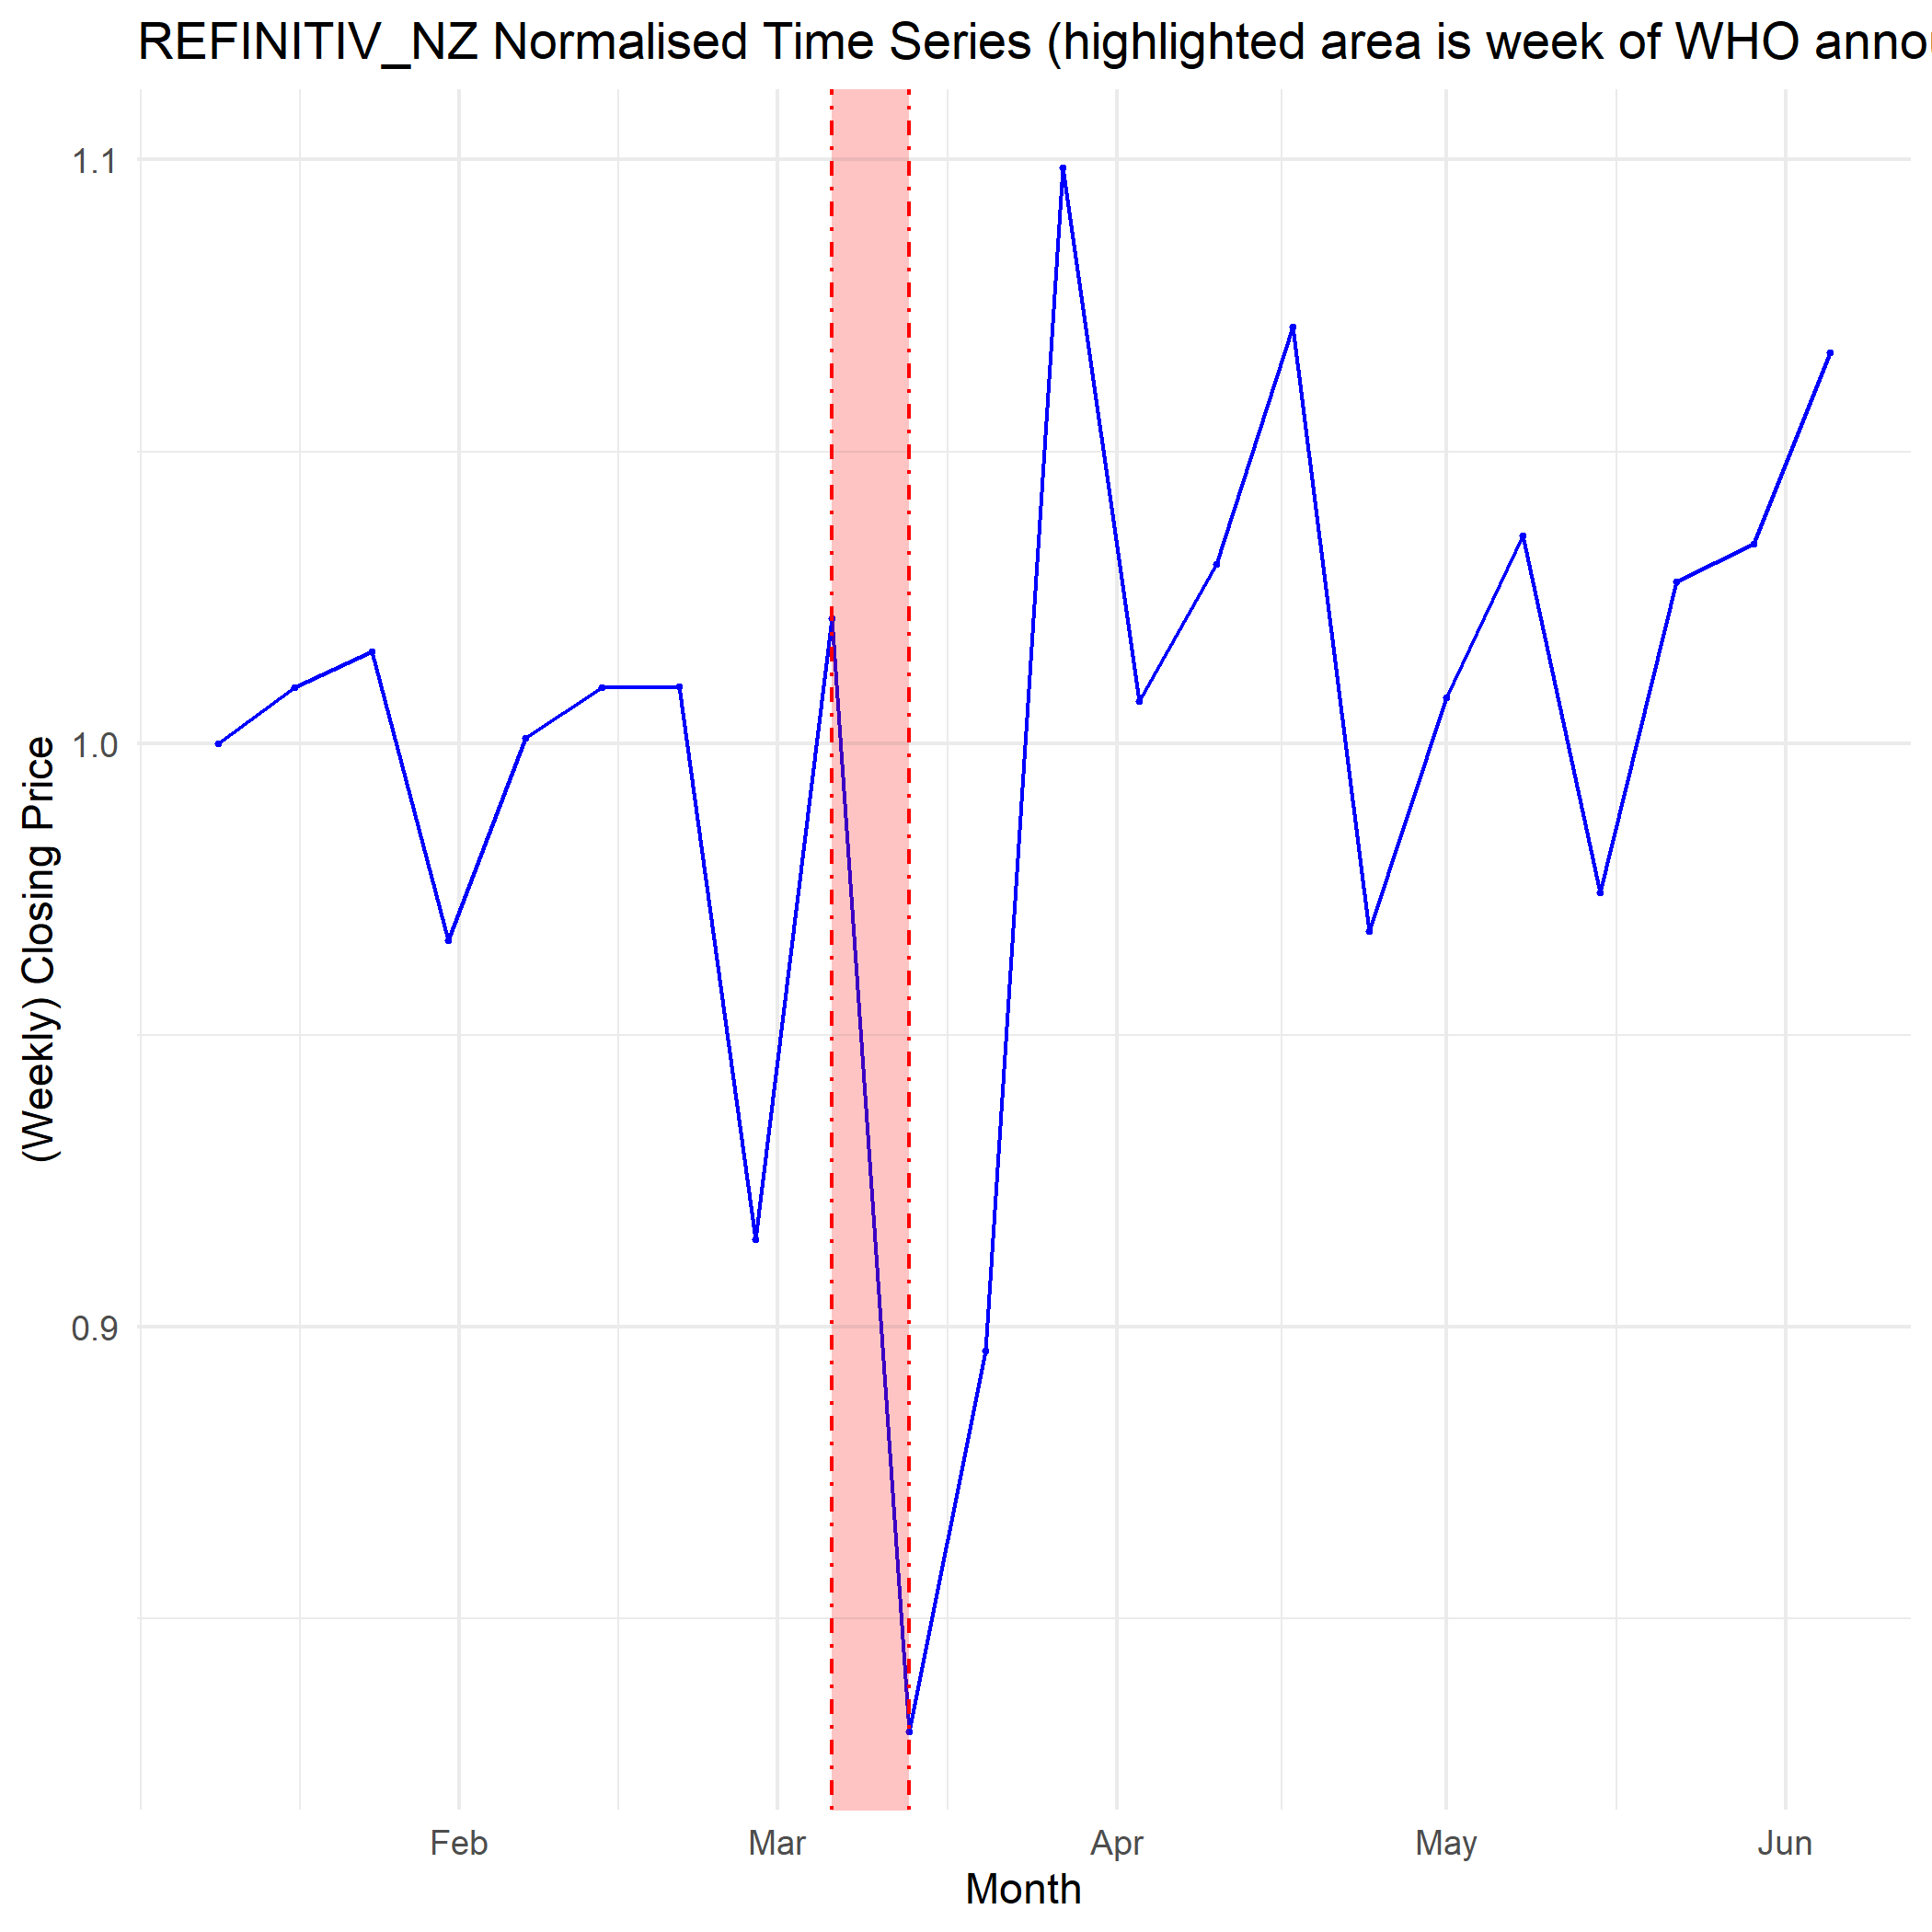 REFINITIV_NZ Normalised Time Series (highlighted area is week of WHO
1.1
1.0
0.9
(Weekly) Closing Price
Feb Mar Apr May Jun
Month